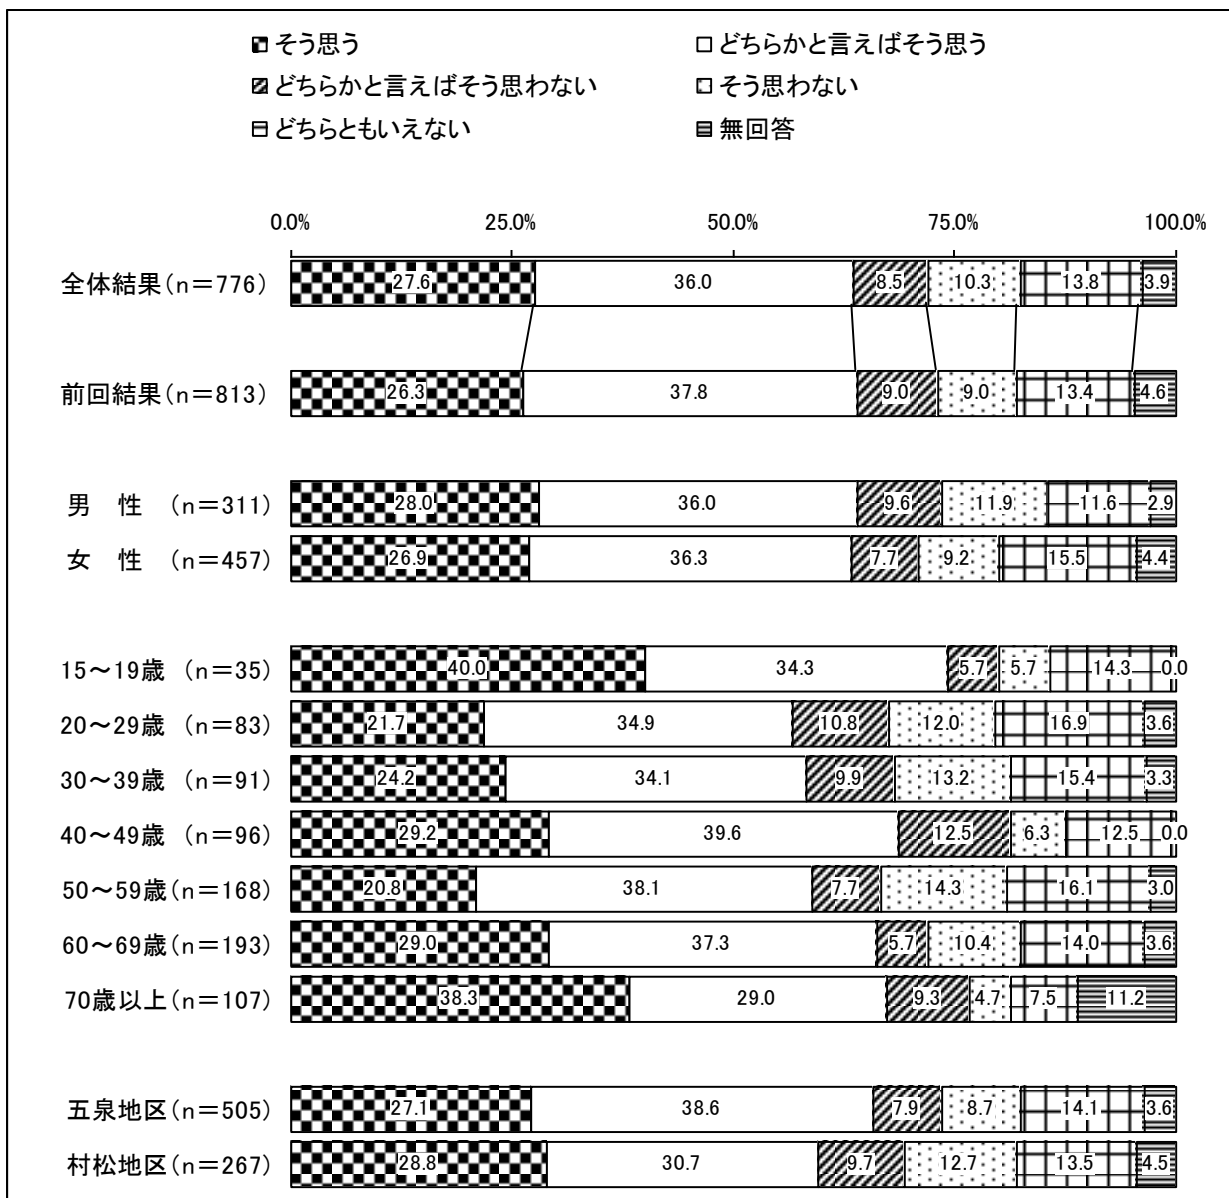 そう思う どちらかと言えばそう思う
どちらかと言えばそう思わない そう思わない
どちらともいえない 無回答
0.0% 25.0% 50.0% 75.0% 100.0%
全体結果(n=776) 27.6 36.0 8.5 10.3 13.8 3.9
前回結果(n=813) 26.3 37.8 9.0 9.0 13.4 4.6
男 性 (n=311) 28.0 36.0 9.6 11.9 11.6 2.9
女 性 (n=457) 26.9 36.3 7.7 9.2 15.5 4.4
15~19歳 (n=35) 40.0 34.3 5.7 5.7 14.3 0.0
20~29歳 (n=83) 21.7 34.9 10.8 12.0 16.9 3.6
30~39歳 (n=91) 24.2 34.1 9.9 13.2 15.4 3.3
40~49歳 (n=96) 29.2 39.6 12.5 6.3 12.5 0.0
50~59歳(n=168) 20.8 38.1 7.7 14.3 16.1 3.0
60~69歳(n=193) 29.0 37.3 5.7 10.4 14.0 3.6
70歳以上(n=107) 38.3 29.0 9.3 4.7 7.5 11.2
五泉地区(n=505) 27.1 38.6 7.9 8.7 14.1 3.6
村松地区(n=267) 28.8 30.7 9.7 12.7 13.5 4.5